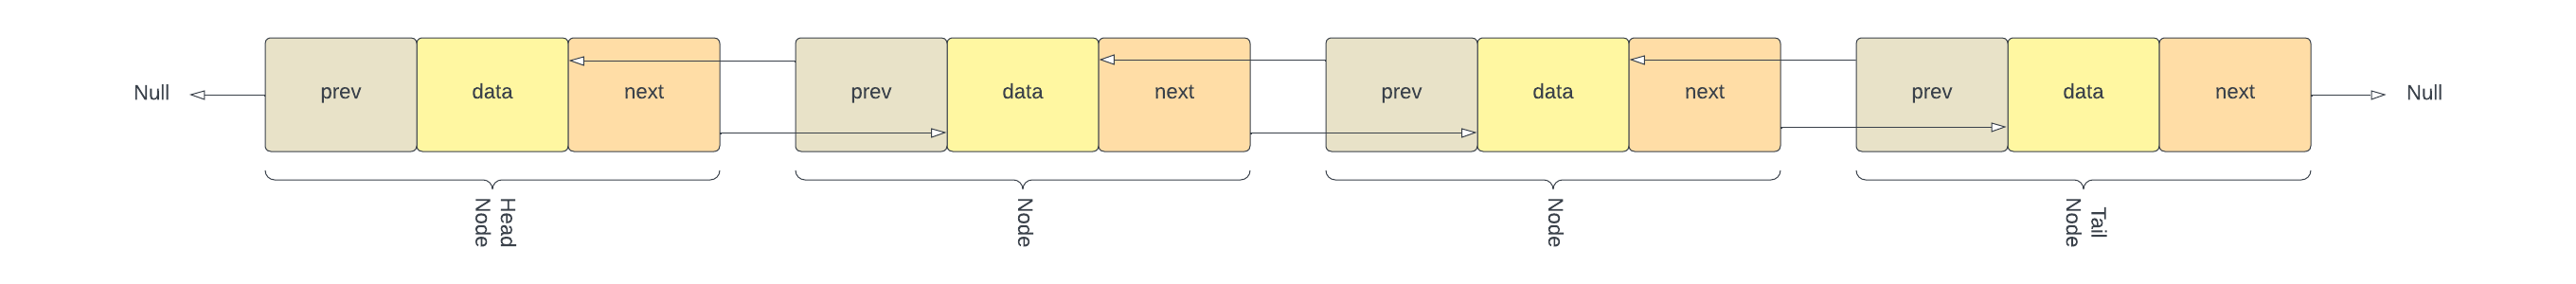 Null
prev
data
next
prev
data
next
prev
data
next
prev
data
next
Null
Head
Node
Node
Node
Tail
Node